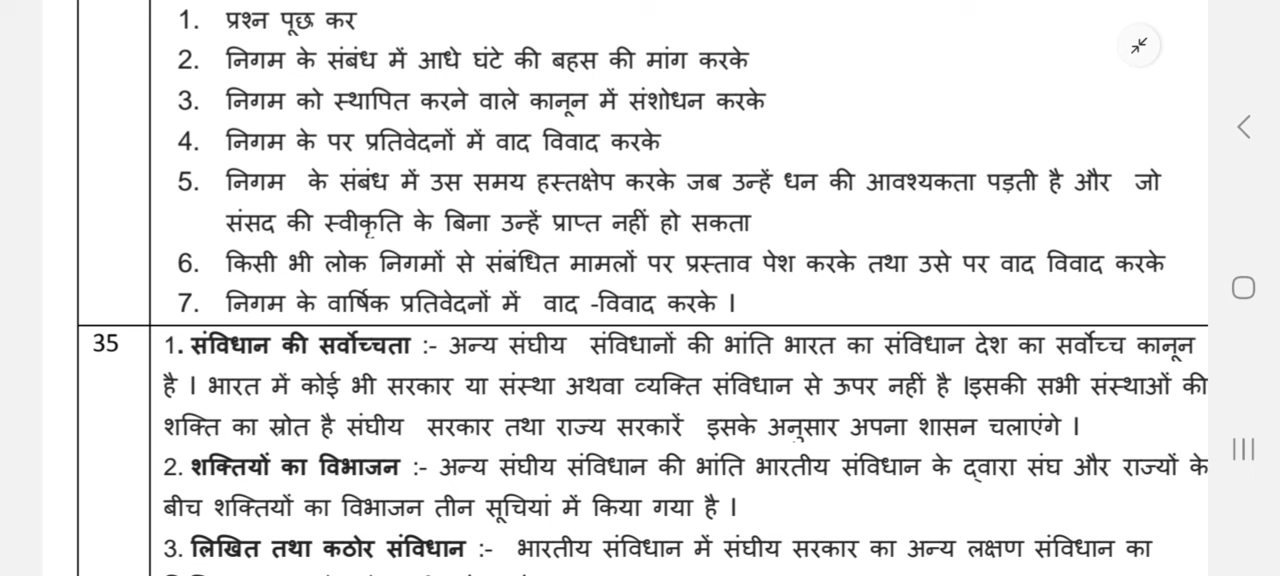 1. प्रश्न पूछ कर
2. निगम के संबंध में आधे घंटे की बहस की मांग करके
3. निगम को स्थापित करने वाले कानून में संशोधन करके
4. निगम के पर प्रतिवेदनों में वाद विवाद करके
5. निगम के संबंध में उस समय हस्तक्षेप करके जब उन्हें धन की आवश्यकता पड़ती है और जो
संसद की स्वीकृति के बिना उन्हें प्राप्त नहीं हो सकता
6. किसी भी लोक निगमों से संबंधित मामलों पर प्रस्ताव पेश करके तथा उसे पर वाद विवाद करके
7. निगम के वार्षिक प्रतिवेदनों में वाद -विवाद करके ।
35 1. संविधान की सर्वोच्चता :- अन्य संघीय संविधानों की भांति भारत का संविधान देश का सर्वोच्च कानून
है । भारत में कोई भी सरकार या संस्था अथवा व्यक्ति संविधान से ऊपर नहीं है ।इसकी सभी संस्थाओं की
शक्ति का स्रोत है संघीय सरकार तथा राज्य सरकारें इसके अनुसार अपना शासन चलाएंगे ।
2. शक्तियों का विभाजन :- अन्य संघीय संविधान की भांति भारतीय संविधान के द्वारा संघ और राज्यों के
बीच शक्तियों का विभाजन तीन सूचियां में किया गया है ।
3. लिखित तथा कठोर संविधान :- भारतीय संविधान में संघीय सरकार का अन्य लक्षण संविधान का